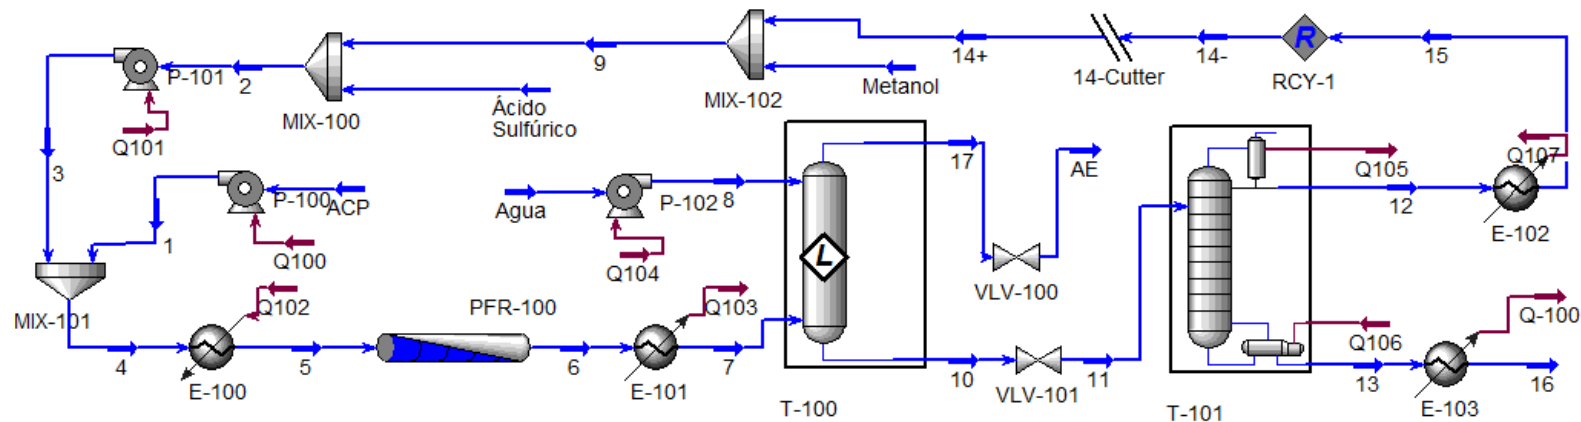 P-101
2
9
14+
14-
15
R
RCY-1
14-Cutter
Metanol
MIX-102
Ácido
Sulfúrico
MIX-100
Q101
3
P-100
ACP
1
Q100
Agua
P-102
8
Q104
17
AE
VLV-100
Q105
12
Q107
E-102
L
MIX-101
Q102
4
E-100
5
PFR-100
6
Q103
E-101
7
T-100
10
VLV-101
11
T-101
Q106
13
Q-100
E-103
16